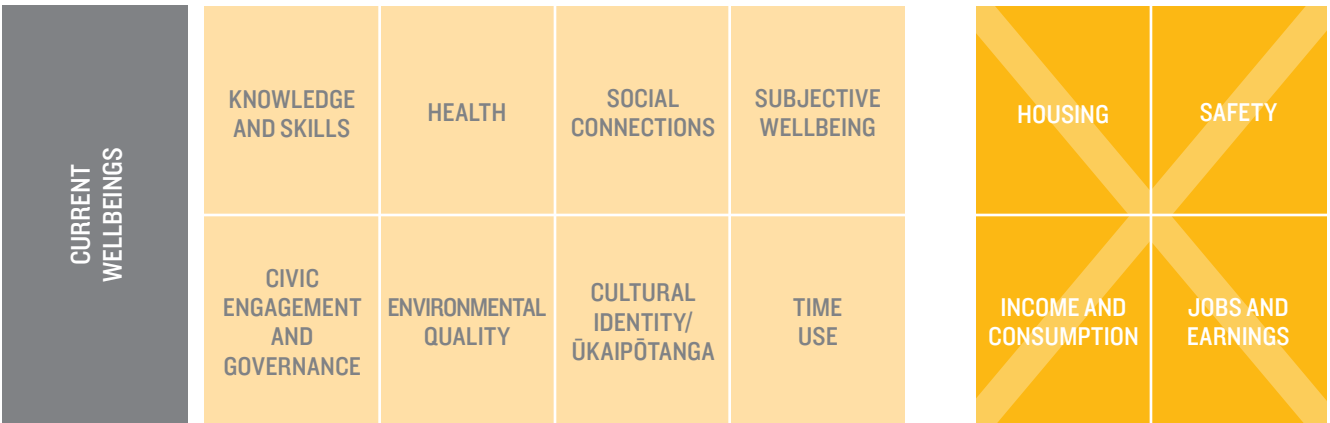 CURRENT
WELLBEINGS
KNOWLEDGE
AND SKILLS
HEALTH
SOCIAL
CONNECTIONS
SUBJECTIVE
WELLBEING
HOUSING
SAFETY
CIVIC
ENGAGEMENT
AND
GOVERNANCE
ENVIRONMENTAL
QUALITY
CULTURAL
IDENTITY/
ŪKAIPŌTANGA
TIME
USE
INCOME AND
CONSUMPTION
JOBS AND
EARNINGS